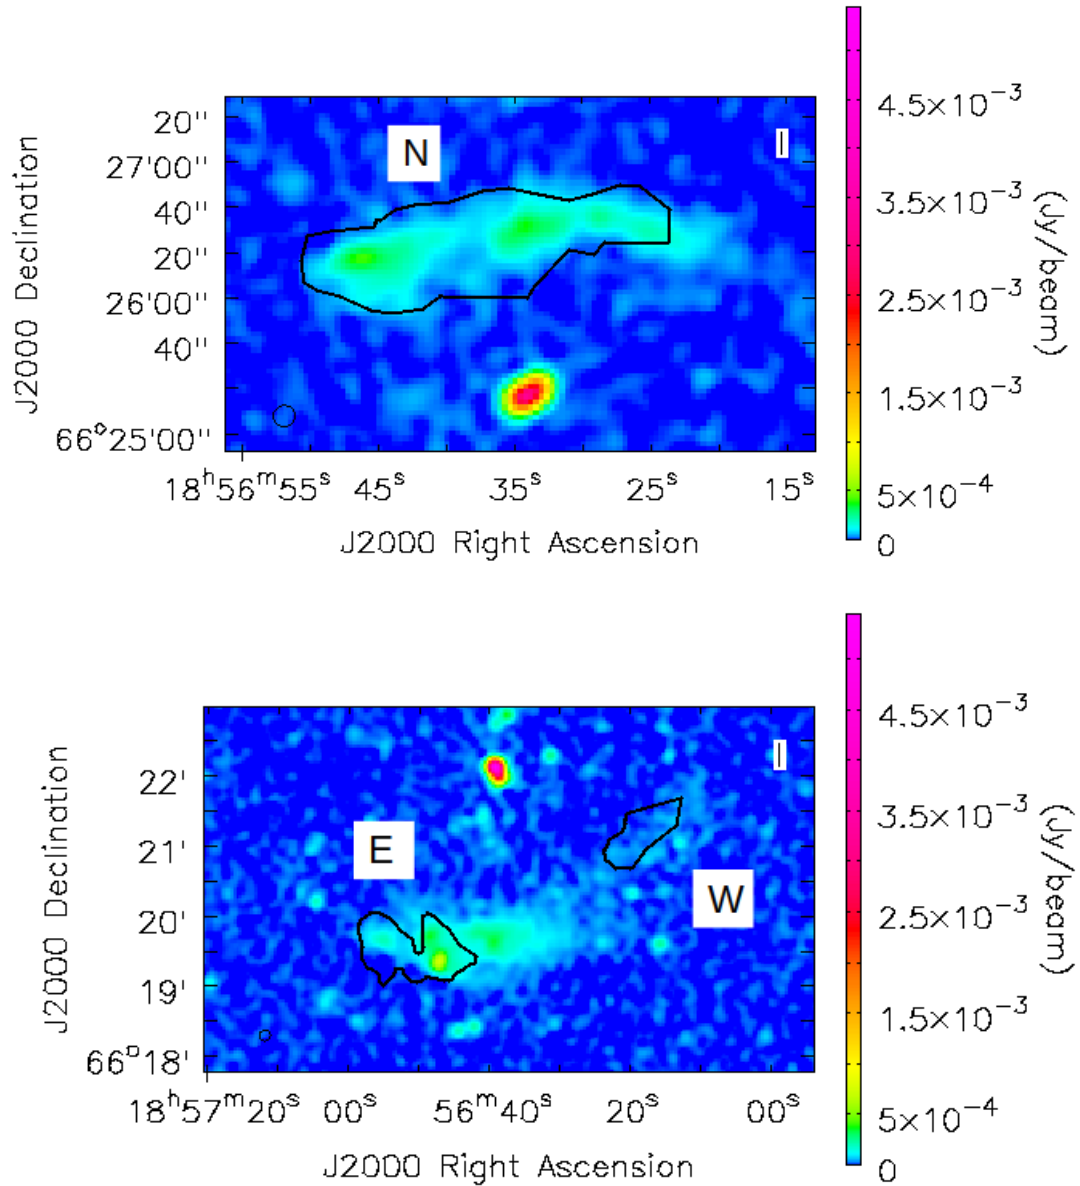 N
I
20''
27'00''
40''
20''
26'00''
40''
66°25'00''
J2000 Declination
18ʰ56ᵐ55ˢ 45ˢ 35ˢ 25ˢ 15ˢ
J2000 Right Ascension
4.5×10⁻³
3.5×10⁻³
2.5×10⁻³
1.5×10⁻³
5×10⁻⁴
0
(Jy/beam)
I
E
W
22'
21'
20'
19'
66°18'
J2000 Declination
18ʰ57ᵐ20ˢ 00ˢ 56ᵐ40ˢ 20ˢ 00ˢ
J2000 Right Ascension
4.5×10⁻³
3.5×10⁻³
2.5×10⁻³
1.5×10⁻³
5×10⁻⁴
0
(Jy/beam)